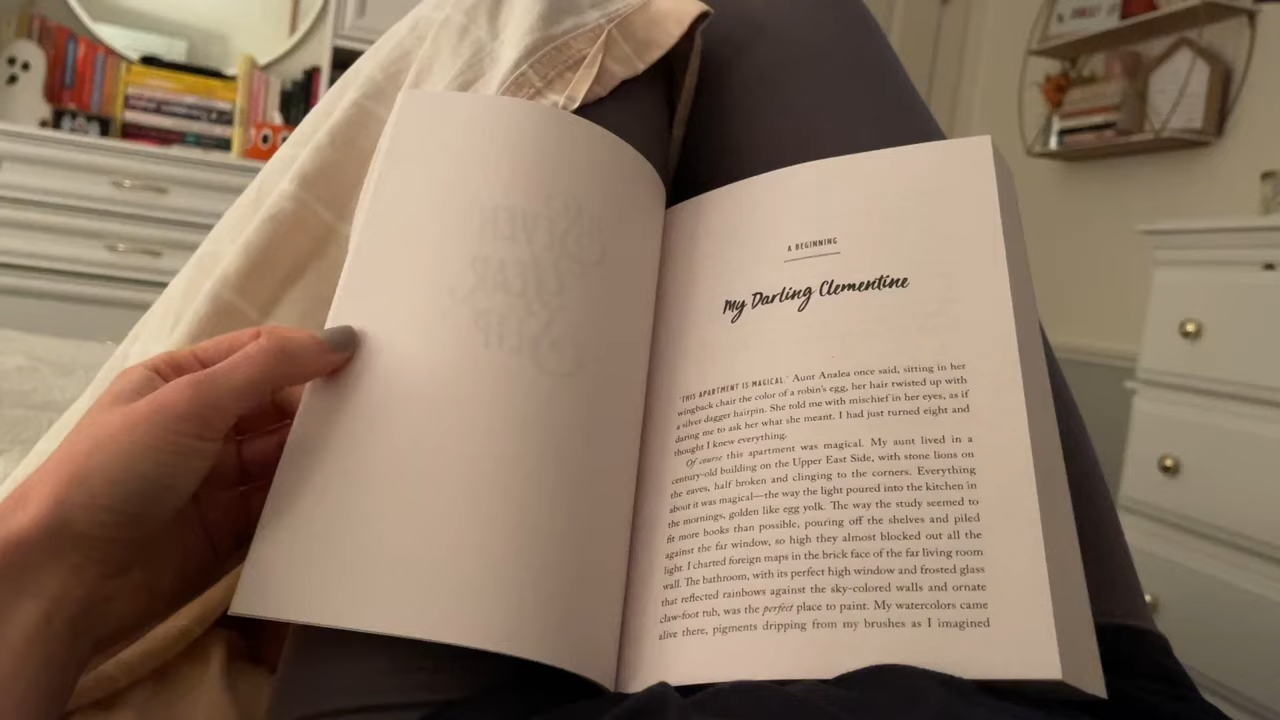 SEVEN
YEAR
SLIP
A BEGINNING
My Darling Clementine
"THIS APARTMENT IS MAGICAL," Aunt Analea once said, sitting in her
wingback chair the color of a robin's egg, her hair twisted up with
a silver dagger hairpin. She told me with mischief in her eyes, as if
daring me to ask her what she meant. I had just turned eight and
thought I knew everything.
Of course this apartment was magical. My aunt lived in a
century-old building on the Upper East Side, with stone lions on
the eaves, half broken and clinging to the corners. Everything
about it was magical—the way the light poured into the kitchen in
the mornings, golden like egg yolk. The way the study seemed to
fit more books than possible, pouring off the shelves and piled
against the far window, so high they almost blocked out all the
light. I charted foreign maps in the brick face of the far living room
wall. The bathroom, with its perfect high window and frosted glass
that reflected rainbows against the sky-colored walls and ornate
claw-foot tub, was the perfect place to paint. My watercolors came
alive there, pigments dripping from my brushes as I imagined